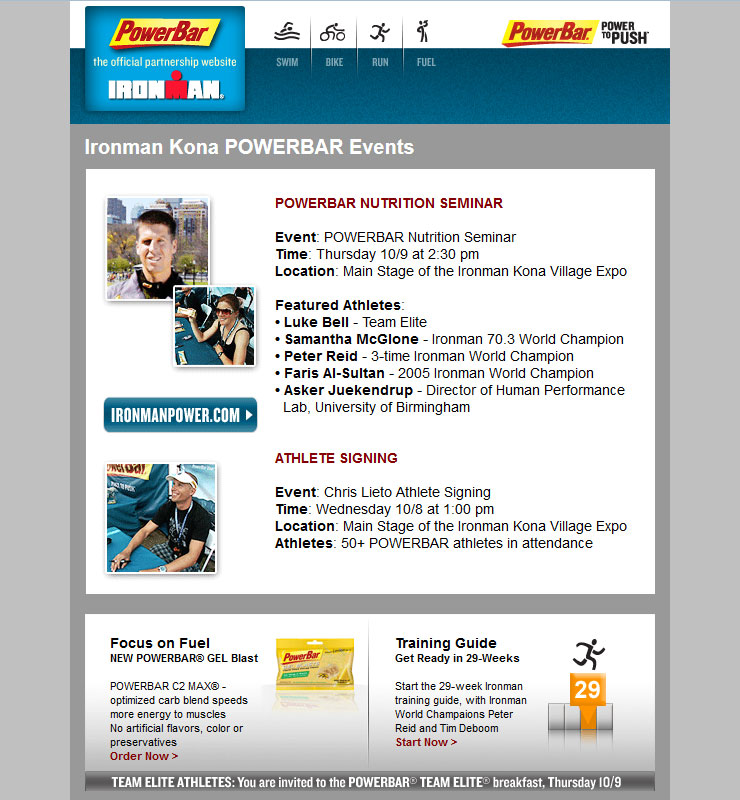 PowerBar
the official partnership website
IRONMAN®
SWIM
BIKE
RUN
FUEL
PowerBar® POWER TO PUSH™
Ironman Kona POWERBAR Events
POWERBAR NUTRITION SEMINAR
Event: POWERBAR Nutrition Seminar
Time: Thursday 10/9 at 2:30 pm
Location: Main Stage of the Ironman Kona Village Expo
Featured Athletes:
• Luke Bell - Team Elite
• Samantha McGlone - Ironman 70.3 World Champion
• Peter Reid - 3-time Ironman World Champion
• Faris Al-Sultan - 2005 Ironman World Champion
• Asker Juekendrup - Director of Human Performance
Lab, University of Birmingham
IRONMANPOWER.COM
ATHLETE SIGNING
Event: Chris Lieto Athlete Signing
Time: Wednesday 10/8 at 1:00 pm
Location: Main Stage of the Ironman Kona Village Expo
Athletes: 50+ POWERBAR athletes in attendance
PowerBar
Focus on Fuel
NEW POWERBAR® GEL Blast
POWERBAR C2 MAX® -
optimized carb blend speeds
more energy to muscles
No artificial flavors, color or
preservatives
Order Now >
PowerBar
Training Guide
Get Ready in 29-Weeks
Start the 29-week Ironman
training guide, with Ironman
World Champaions Peter
Reid and Tim Deboom
Start Now >
29
TEAM ELITE ATHLETES: You are invited to the POWERBAR® TEAM ELITE® breakfast, Thursday 10/9